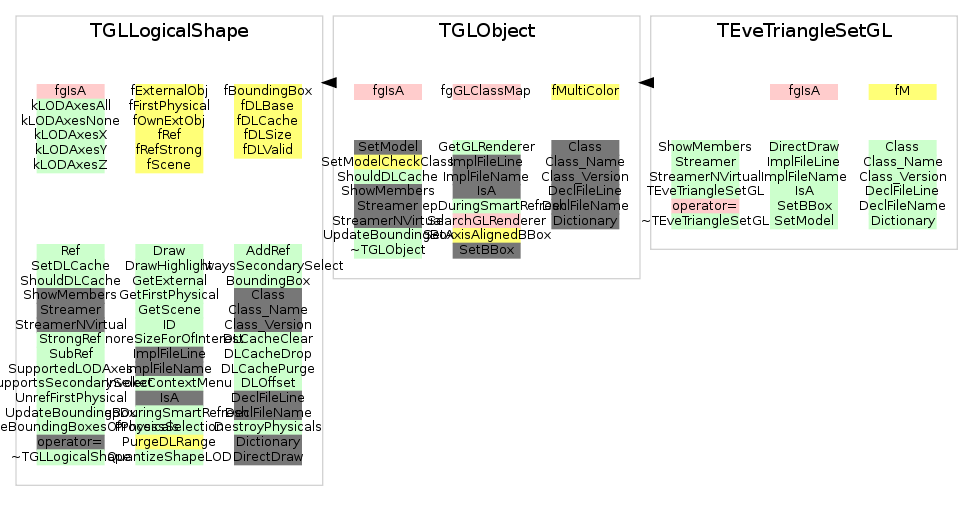 TGLLogicalShape
fgIsA
kLODAxesAll
kLODAxesNone
kLODAxesX
kLODAxesY
kLODAxesZ
fExternalObj
fFirstPhysical
fOwnExtObj
fRef
fRefStrong
fScene
fBoundingBox
fDLBase
fDLCache
fDLSize
fDLValid
Ref
SetDLCache
ShouldDLCache
ShowMembers
Streamer
StreamerNVirtual
StrongRef
SubRef
SupportedLODAxes
UnrefFirstPhysical
operator=
~TGLLogicalShape
Draw
DrawHighlight
GetExternal
GetFirstPhysical
GetScene
ID
ImplFileLine
ImplFileName
InvokeContextMenu
IsA
PurgeDLRange
QuantizeShapeLOD
AddRef
BoundingBox
Class
Class_Name
Class_Version
DLCacheClear
DLCacheDrop
DLCachePurge
DLOffset
DeclFileLine
DeclFileName
DestroyPhysicals
Dictionary
DirectDraw
TGLObject
fgIsA
fgGLClassMap
fMultiColor
SetModel
SetModelCheckClass
ShouldDLCache
ShowMembers
Streamer
StreamerNVirtual
UpdateBoundingBox
~TGLObject
GetGLRenderer
ImplFileLine
ImplFileName
IsA
SearchGLRenderer
SetAxisAlignedBBox
SetBBox
Class
Class_Name
Class_Version
DeclFileLine
DeclFileName
Dictionary
TEveTriangleSetGL
fgIsA
fM
ShowMembers
Streamer
StreamerNVirtual
TEveTriangleSetGL
operator=
~TEveTriangleSetGL
DirectDraw
ImplFileLine
ImplFileName
IsA
SetBBox
SetModel
Class
Class_Name
Class_Version
DeclFileLine
DeclFileName
Dictionary